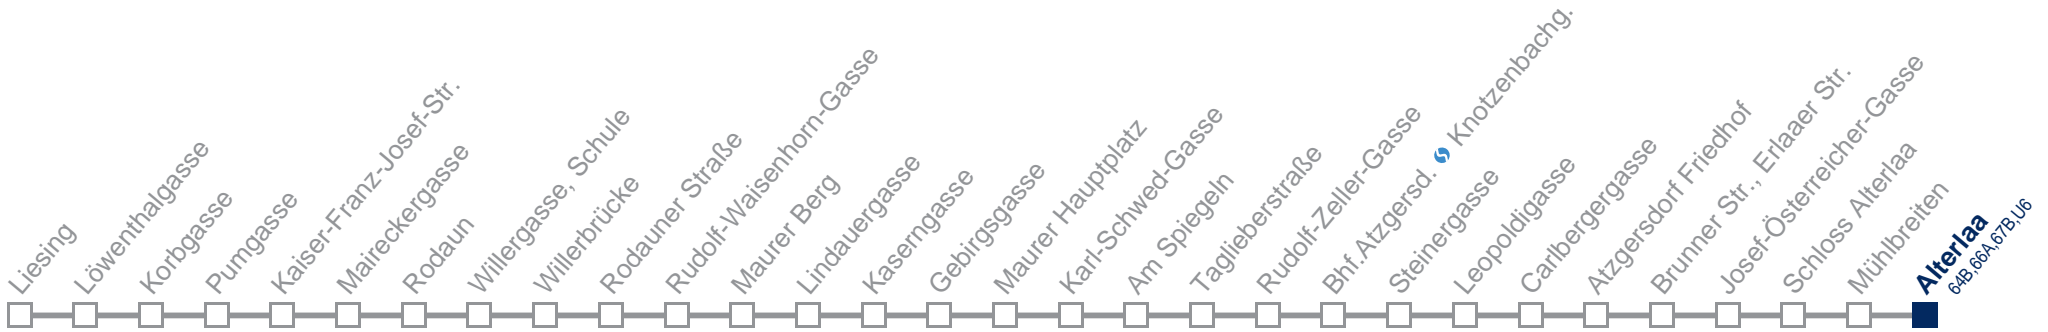 Liesing
Löwenthalgasse
Korbgasse
Pumgasse
Kaiser-Franz-Josef-Str.
Maireckergasse
Rodaun
Willergasse, Schule
Willerbrücke
Rodauner Straße
Rudolf-Waisenhorn-Gasse
Maurer Berg
Lindauergasse
Kaserngasse
Gebirgsgasse
Maurer Hauptplatz
Karl-Schwed-Gasse
Am Spiegeln
Taglieberstraße
Rudolf-Zeller-Gasse
Bhf. Atzgersd. Knotzenbachg.
Steinergasse
Leopoldigasse
Carlbergergasse
Atzgersdorf Friedhof
Brunner Str., Erlaaer Str.
Josef-Österreicher-Gasse
Schloss Alterlaa
Mühlbreiten
Alterlaa
64B,66A,67B,U6